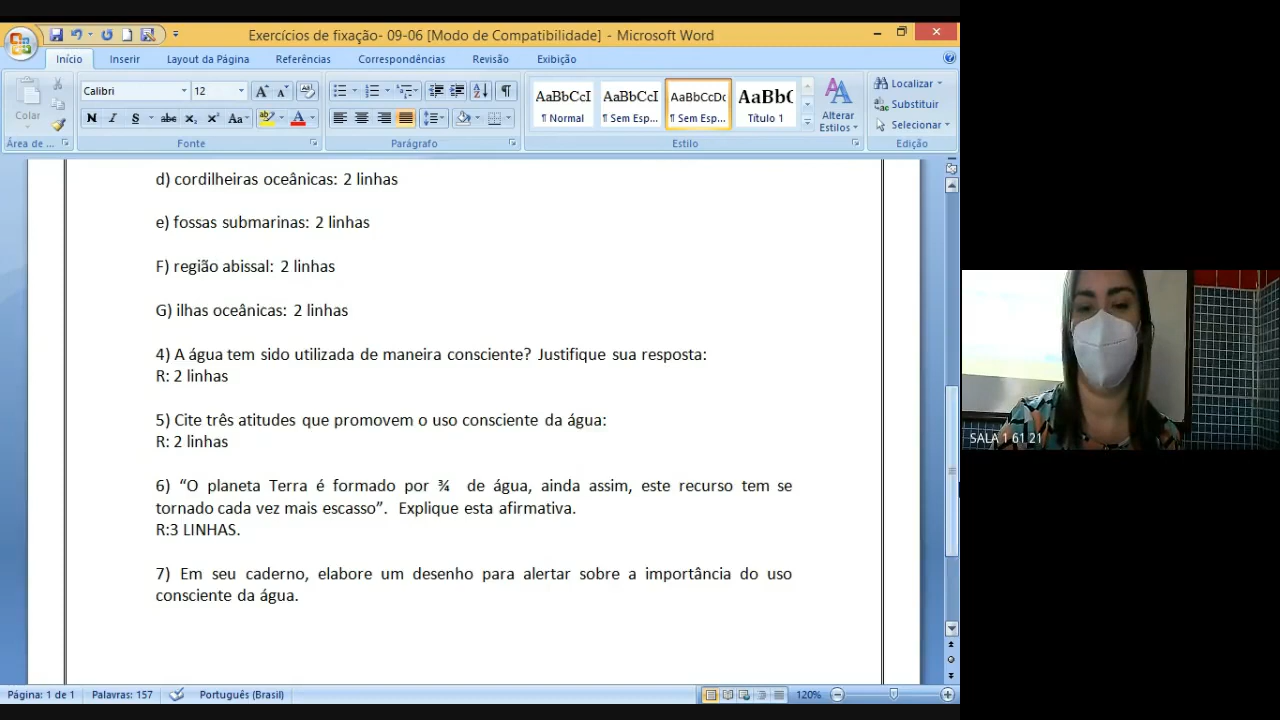 Exercícios de fixação- 09-06 [Modo de Compatibilidade] - Microsoft Word
Início Inserir Layout da Página Referências Correspondências Revisão Exibição
Colar
Calibri 12
AaBbCcI AaBbCcI AaBbCcDc AaBb(
¶ Normal ¶ Sem Esp... ¶ Sem Esp... Título 1
Alterar
Estilos
Localizar
Substituir
Selecionar
Área de ... Fonte Parágrafo Estilo Edição
d) cordilheiras oceânicas: 2 linhas
e) fossas submarinas: 2 linhas
F) região abissal: 2 linhas
G) ilhas oceânicas: 2 linhas
4) A água tem sido utilizada de maneira consciente? Justifique sua resposta:
R: 2 linhas
5) Cite três atitudes que promovem o uso consciente da água:
R: 2 linhas
6) “O planeta Terra é formado por ¾ de água, ainda assim, este recurso tem se
tornado cada vez mais escasso”. Explique esta afirmativa.
R:3 LINHAS.
7) Em seu caderno, elabore um desenho para alertar sobre a importância do uso
consciente da água.
SALA 1 61 21
Página: 1 de 1 Palavras: 157 Português (Brasil) 120%